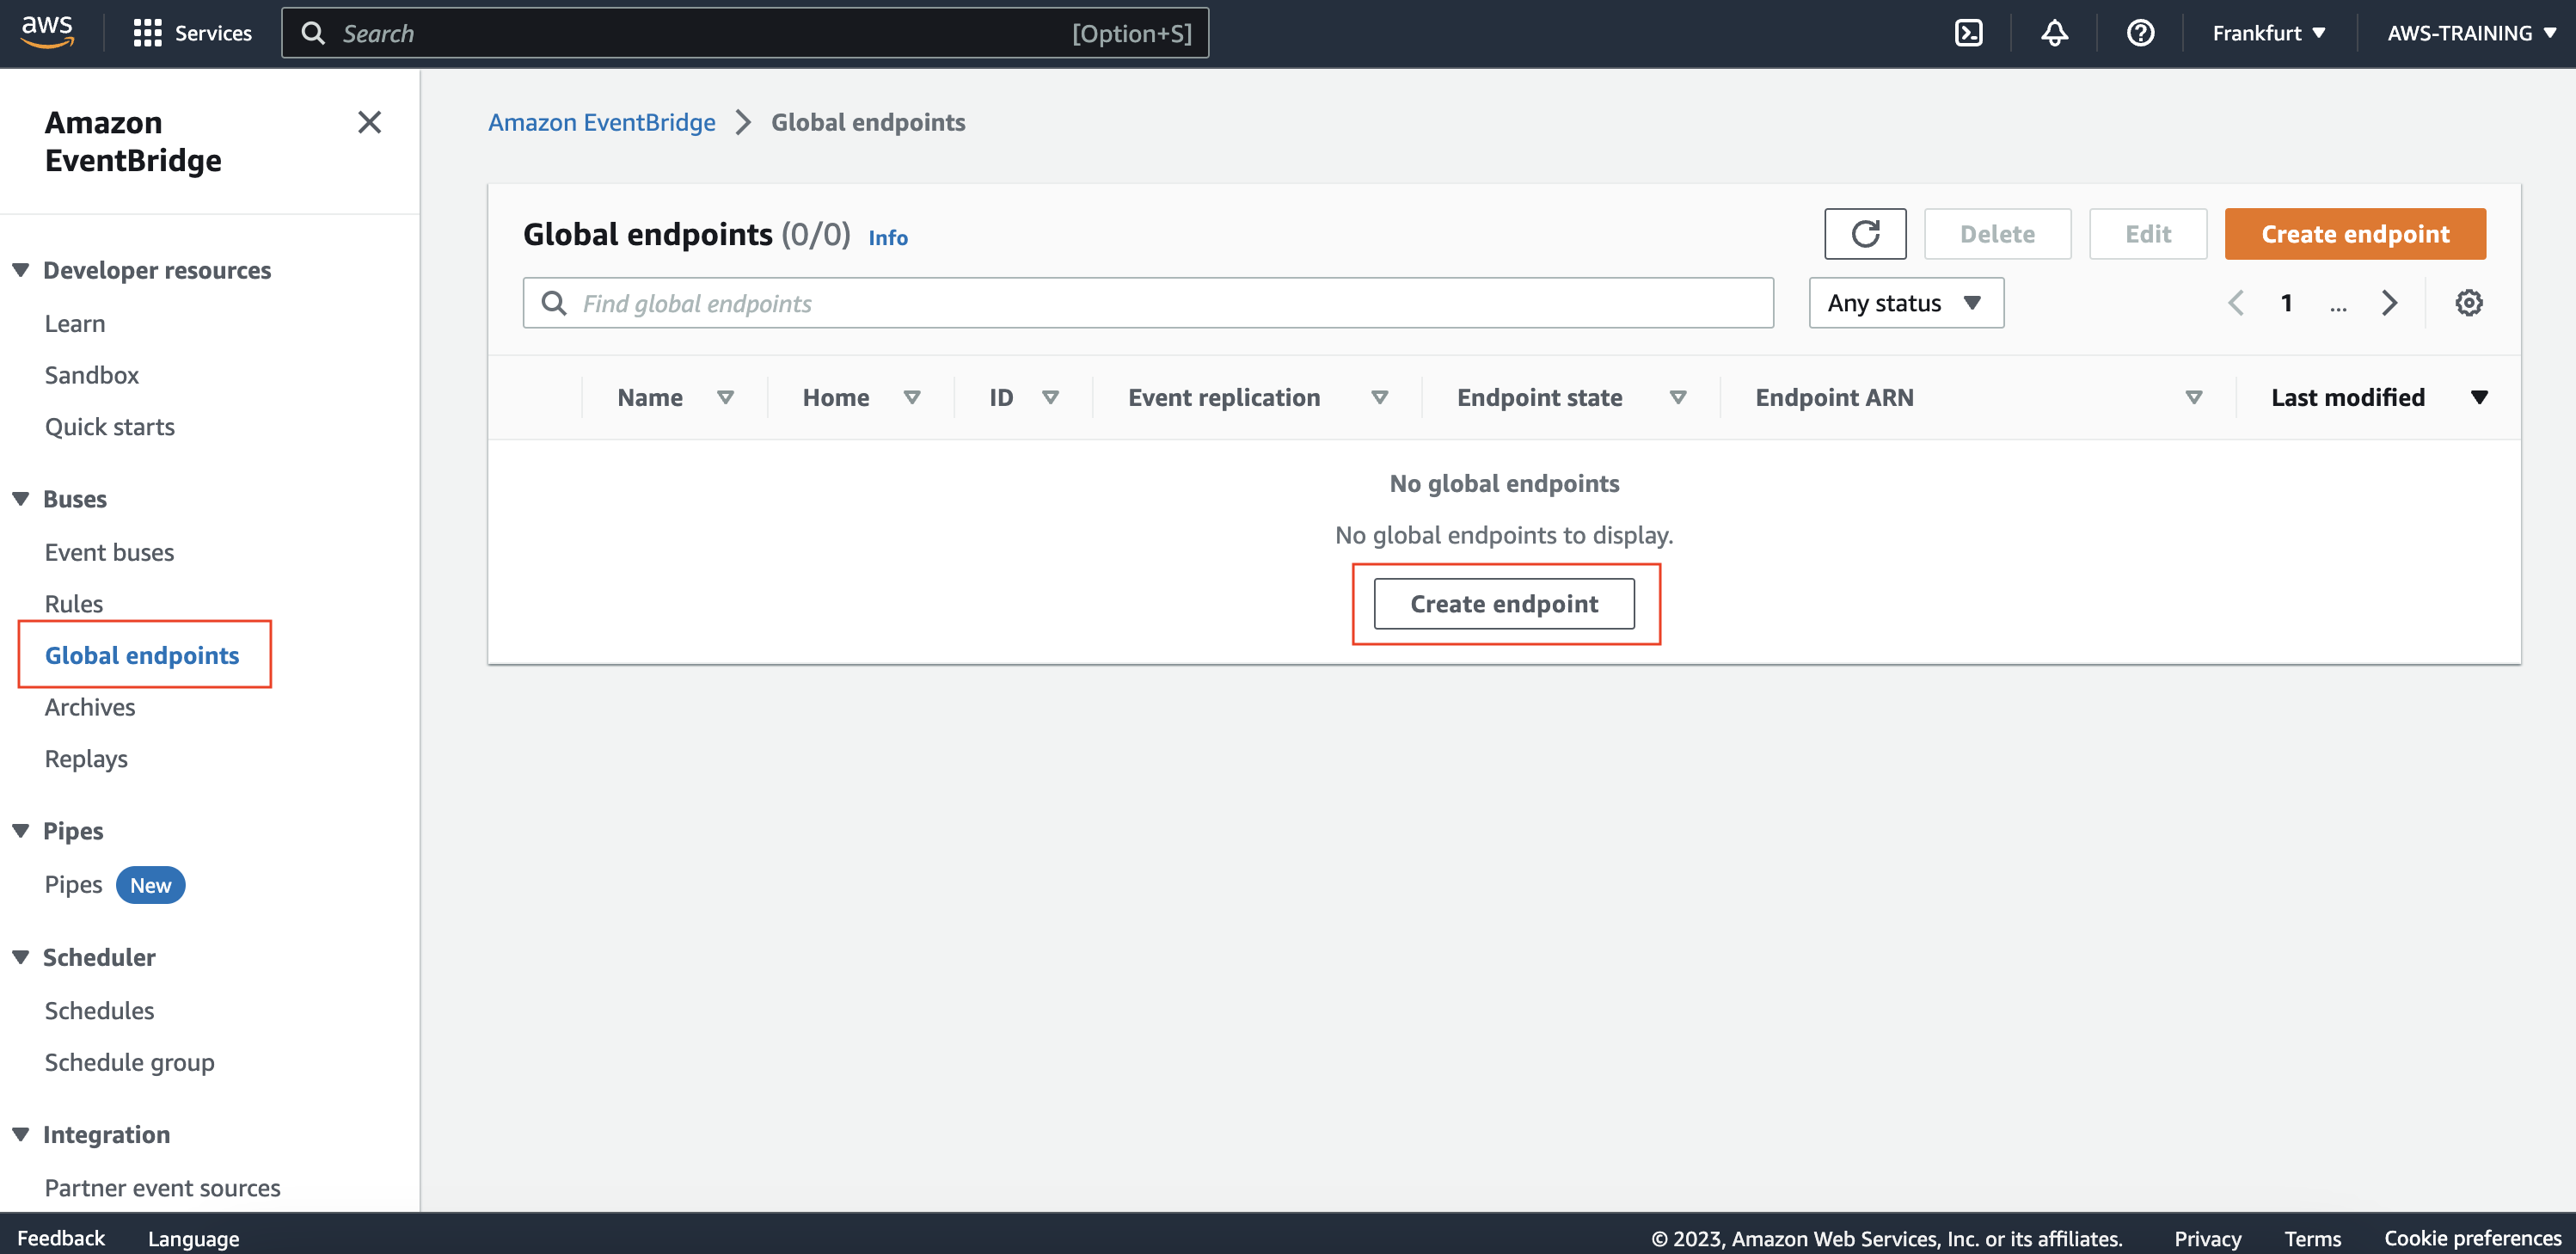 aws
Services
Search
[Option+S]
Frankfurt
AWS-TRAINING
Amazon
EventBridge
Developer resources
Learn
Sandbox
Quick starts
Buses
Event buses
Rules
Global endpoints
Archives
Replays
Pipes
Pipes New
Scheduler
Schedules
Schedule group
Integration
Partner event sources
Amazon EventBridge > Global endpoints
Global endpoints (0/0) Info
Delete
Edit
Create endpoint
Find global endpoints
Any status
1 ...
Name Home ID Event replication Endpoint state Endpoint ARN Last modified
No global endpoints
No global endpoints to display.
Create endpoint
Feedback Language © 2023, Amazon Web Services, Inc. or its affiliates. Privacy Terms Cookie preferences